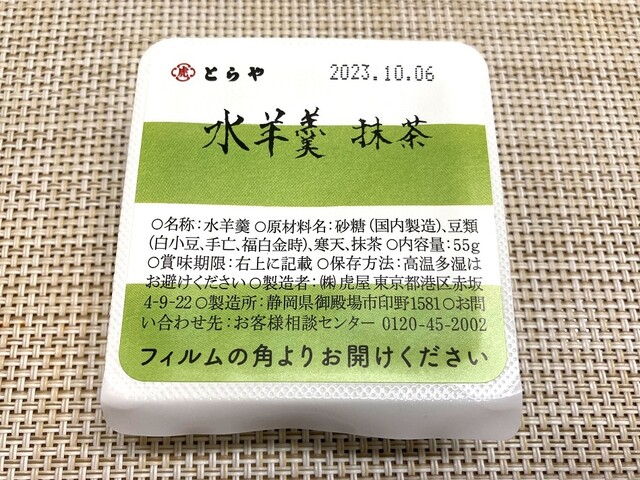 虎 とらや 2023.10.06
水羊羹 抹茶
○名称:水羊羹 ○原材料名:砂糖(国内製造)、豆類
(白小豆、手亡、福白金時)、寒天、抹茶 ○内容量:55g
○賞味期限:右上に記載 ○保存方法:高温多湿は
お避けください ○製造者:㈱虎屋 東京都港区赤坂
4-9-22 ○製造所:静岡県御殿場市印野1581○お問
い合わせ先:お客様相談センター 0120-45-2002
フィルムの角よりお開けください